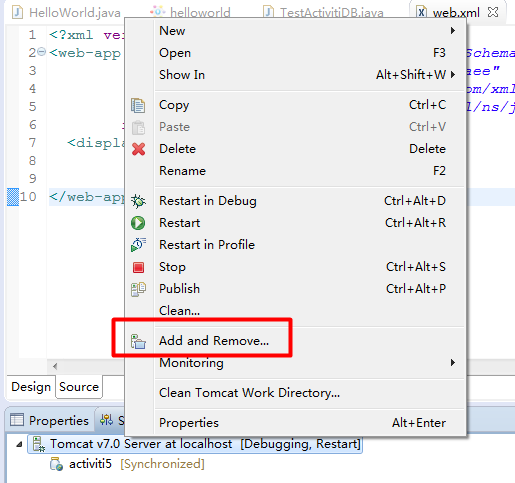 HelloWorld.java helloworld TestActivitiDB.java web.xml
1 <?xml ver
2 <web-app Schema
3 aee"
4 om/xml
5 l/ns/j
6
7 <displa
8
9
10 </web-app
New
Open F3
Show In Alt+Shift+W
Copy Ctrl+C
Paste Ctrl+V
Delete Delete
Rename F2
Restart in Debug Ctrl+Alt+D
Restart Ctrl+Alt+R
Restart in Profile
Stop Ctrl+Alt+S
Publish Ctrl+Alt+P
Clean...
Add and Remove...
Monitoring
Clean Tomcat Work Directory...
Properties Alt+Enter
Design Source
Properties S
Tomcat v7.0 Server at localhost [Debugging, Restart]
activiti5 [Synchronized]